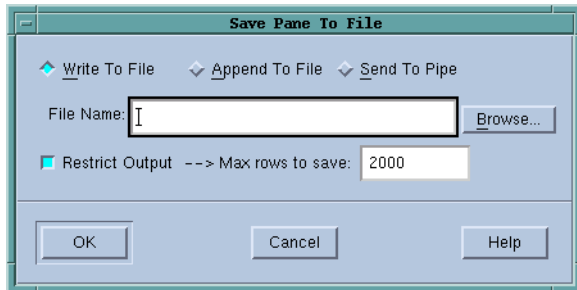 Save Pane To File
Write To File Append To File Send To Pipe
File Name: Browse...
Restrict Output --> Max rows to save: 2000
OK Cancel Help